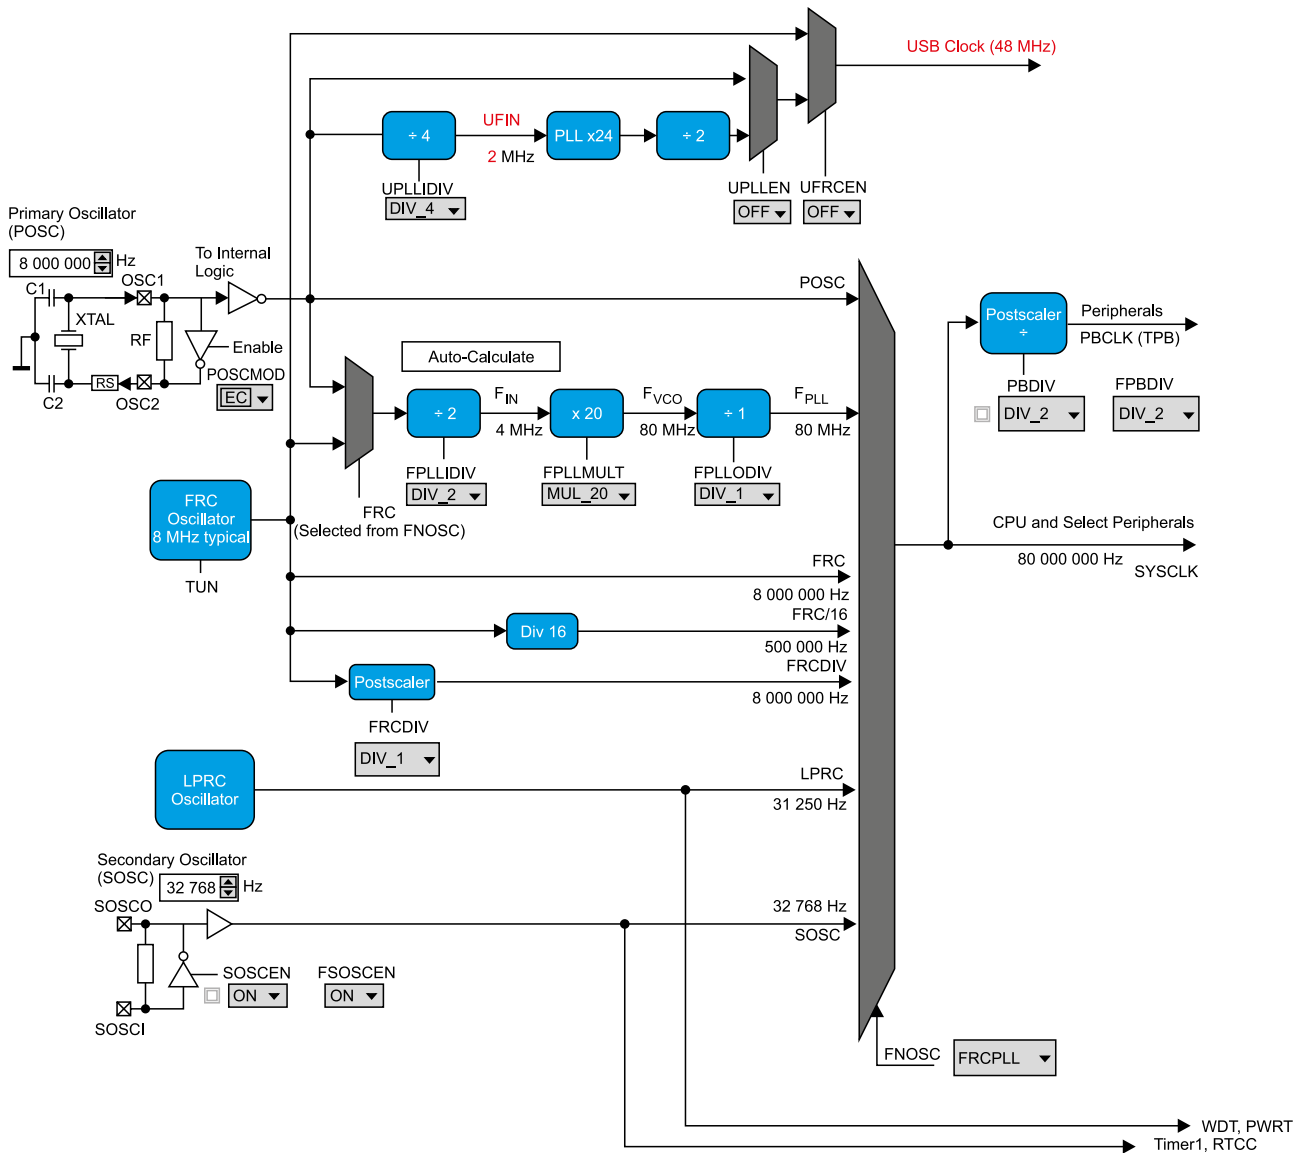 USB Clock (48 MHz)
÷ 4
UFIN
2 MHz
PLL x24
÷ 2
UPLLIDIV
DIV_4
UPLLEN
OFF
UFRCEN
OFF
Primary Oscillator
(POSC)
8 000 000 Hz
To Internal
Logic
OSC1
C1
XTAL
RF
Enable
RS
C2
OSC2
POSCMOD
EC
POSC
Postscaler
÷
Peripherals
PBCLK (TPB)
PBDIV
DIV_2
FPBDIV
DIV_2
Auto-Calculate
÷ 2
FIN
4 MHz
x 20
FVCO
80 MHz
÷ 1
FPLL
80 MHz
FPLLIDIV
DIV_2
FPLLMULT
MUL_20
FPLLODIV
DIV_1
FRC
(Selected from FNOSC)
FRC
Oscillator
8 MHz typical
TUN
CPU and Select Peripherals
80 000 000 Hz
SYSCLK
FRC
8 000 000 Hz
Div 16
FRC/16
500 000 Hz
Postscaler
FRCDIV
8 000 000 Hz
FRCDIV
DIV_1
LPRC
Oscillator
LPRC
31 250 Hz
Secondary Oscillator
(SOSC)
32 768 Hz
SOSCO
32 768 Hz
SOSC
SOSCEN
ON
FSOSCEN
ON
SOSCI
FNOSC
FRCPLL
WDT, PWRT
Timer1, RTCC